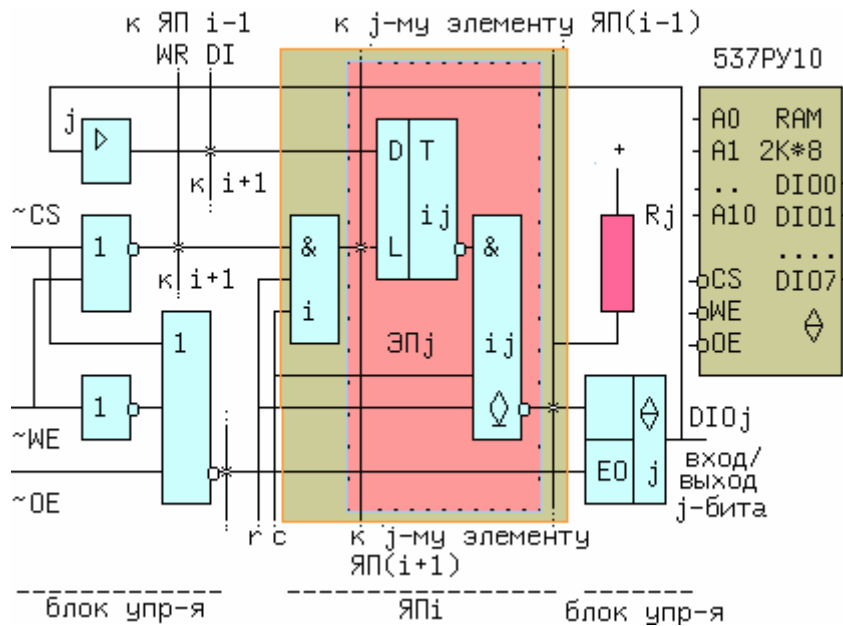 к ЯП i-1
к j-му элементу ЯП(i-1)
WR DI
537РУ10
j
к i+1
~CS
1
к i+1
1
1
~WE
~OE
&
i
D T
ij
L
&
ij
ЭПj
+
Rj
A0 RAM
A1 2K*8
.. DIO0
A10 DIO1
....
CS DIO7
WE
OE
EO j
DIOj
вход/
выход
j-бита
r c
к j-му элементу
ЯП(i+1)
блок упр-я
ЯПi
блок упр-я